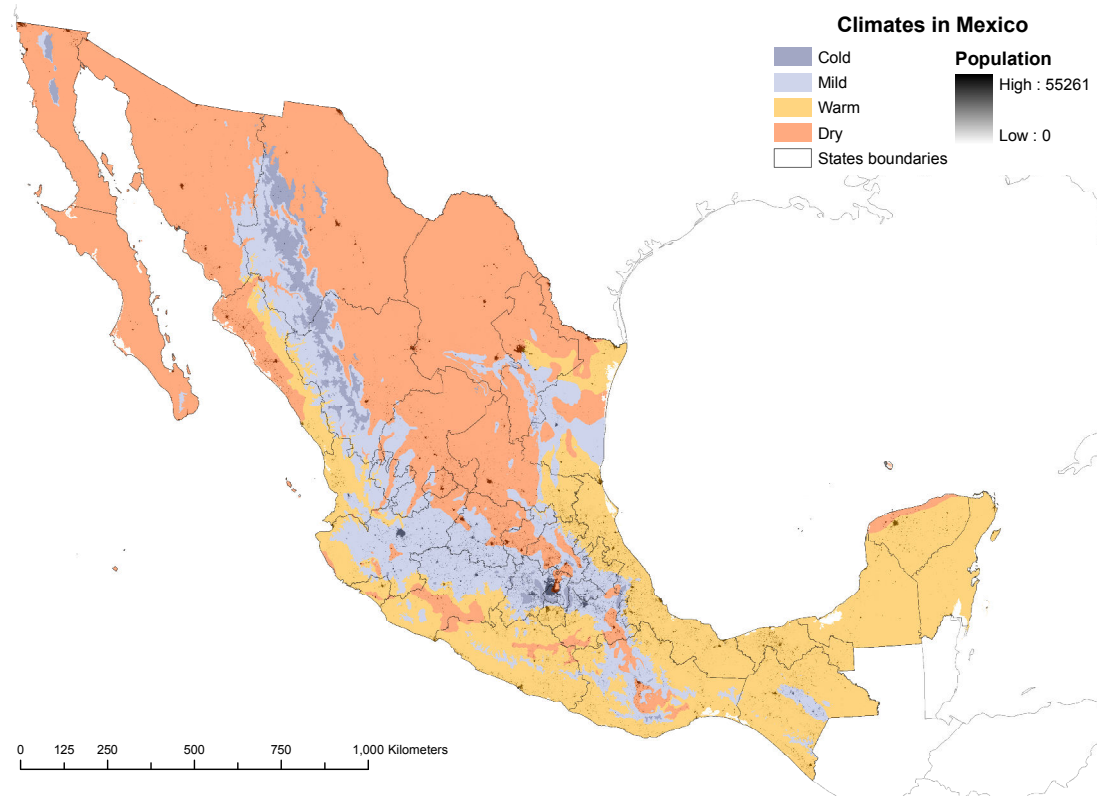 Climates in Mexico
Cold
Mild
Warm
Dry
States boundaries
Population
High : 55261
Low : 0
0 125 250 500 750 1,000 Kilometers